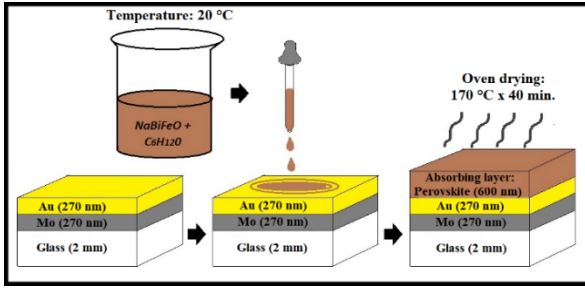 Temperature: 20 °C
NaBiFeO +
C6H12O
Oven drying:
170 °C x 40 min.
Au (270 nm)
Mo (270 nm)
Glass (2 mm)
Au (270 nm)
Mo (270 nm)
Glass (2 mm)
Absorbing layer:
Perovskite (600 nm)
Au (270 nm)
Mo (270 nm)
Glass (2 mm)